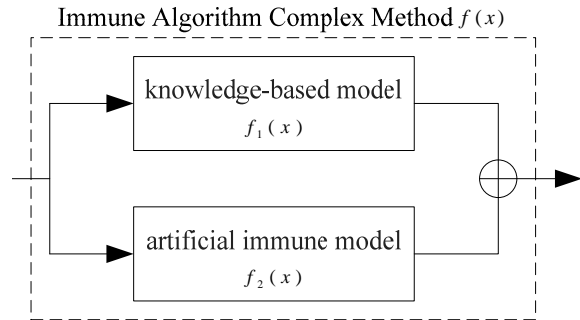 Immune Algorithm Complex Method f(x)
knowledge-based model
f₁(x)
artificial immune model
f₂(x)